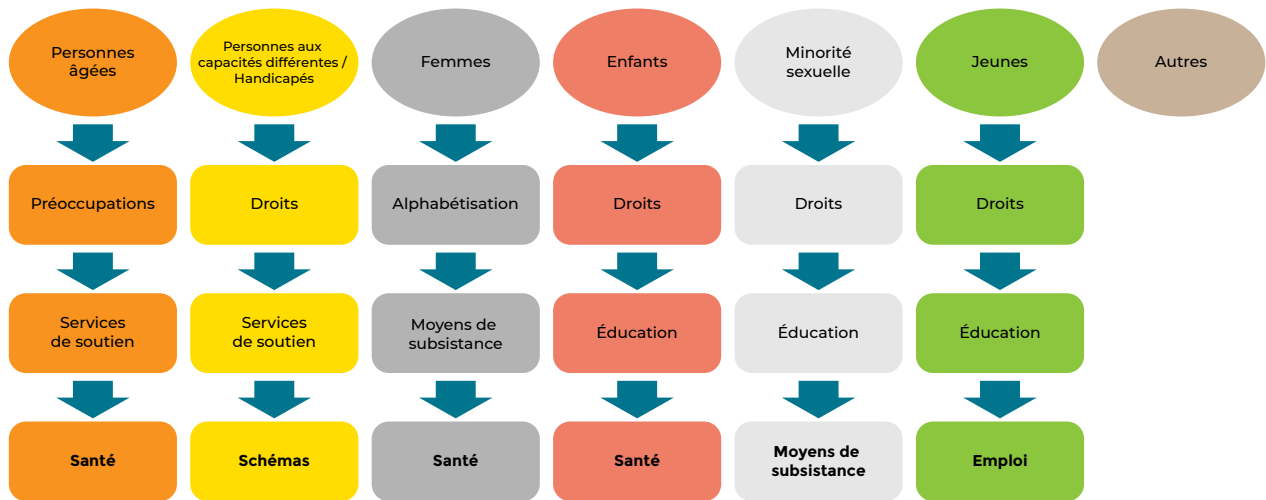 Personnes
âgées
Personnes aux
capacités différentes /
Handicapés
Femmes
Enfants
Minorité
sexuelle
Jeunes
Autres
Préoccupations
Droits
Alphabétisation
Droits
Droits
Droits
Services
de soutien
Services
de soutien
Moyens de
subsistance
Éducation
Éducation
Éducation
Santé
Schémas
Santé
Santé
Moyens de
subsistance
Emploi